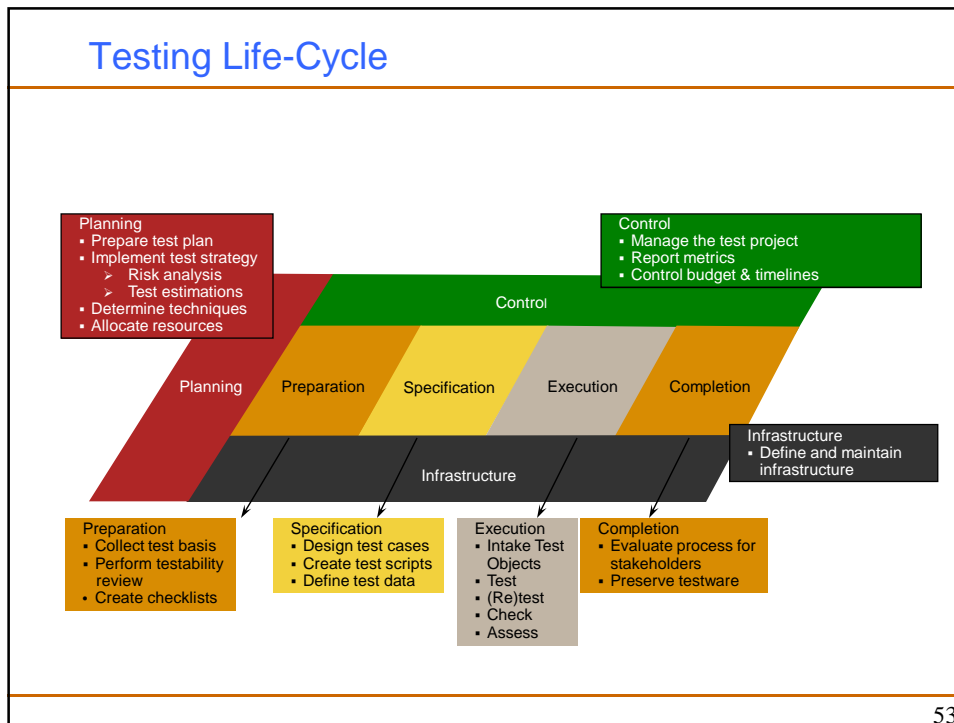 Testing Life-Cycle
Planning
▪ Prepare test plan
▪ Implement test strategy
➢ Risk analysis
➢ Test estimations
▪ Determine techniques
▪ Allocate resources
Control
▪ Manage the test project
▪ Report metrics
▪ Control budget & timelines
Control
Planning
Preparation
Specification
Execution
Completion
Infrastructure
▪ Define and maintain
infrastructure
Infrastructure
Preparation
▪ Collect test basis
▪ Perform testability
review
• Create checklists
Specification
▪ Design test cases
▪ Create test scripts
▪ Define test data
Execution
▪ Intake Test
Objects
▪ Test
▪ (Re)test
▪ Check
▪ Assess
Completion
▪ Evaluate process for
stakeholders
▪ Preserve testware
53